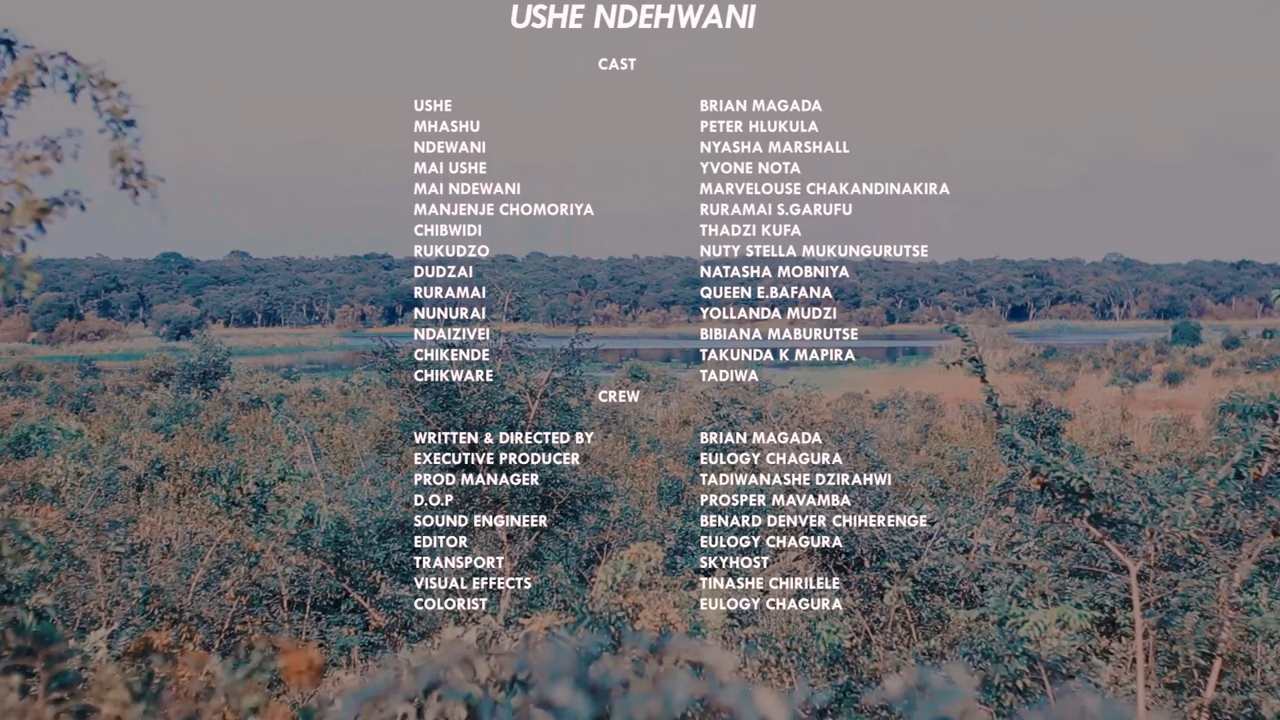 USHE NDEHWANI
CAST
USHE BRIAN MAGADA
MHASHU PETER HLUKULA
NDEWANI NYASHA MARSHALL
MAI USHE YVONE NOTA
MAI NDEWANI MARVELOUSE CHAKANDINAKIRA
MANJENJE CHOMORIYA RURAMAI S.GARUFU
CHIBWIDI THADZI KUFA
RUKUDZO NUTY STELLA MUKUNGURUTSE
DUDZAI NATASHA MOBNIYA
RURAMAI QUEEN E.BAFANA
NUNURAI YOLLANDA MUDZI
NDAIZIVEI BIBIANA MABURUTSE
CHIKENDE TAKUNDA K MAPIRA
CHIKWARE TADIWA
CREW
WRITTEN & DIRECTED BY BRIAN MAGADA
EXECUTIVE PRODUCER EULOGY CHAGURA
PROD MANAGER TADIWANASHE DZIRAHWI
D.O.P PROSPER MAVAMBA
SOUND ENGINEER BENARD DENVER CHIHERENGE
EDITOR EULOGY CHAGURA
TRANSPORT SKYHOST
VISUAL EFFECTS TINASHE CHIRILELE
COLORIST EULOGY CHAGURA